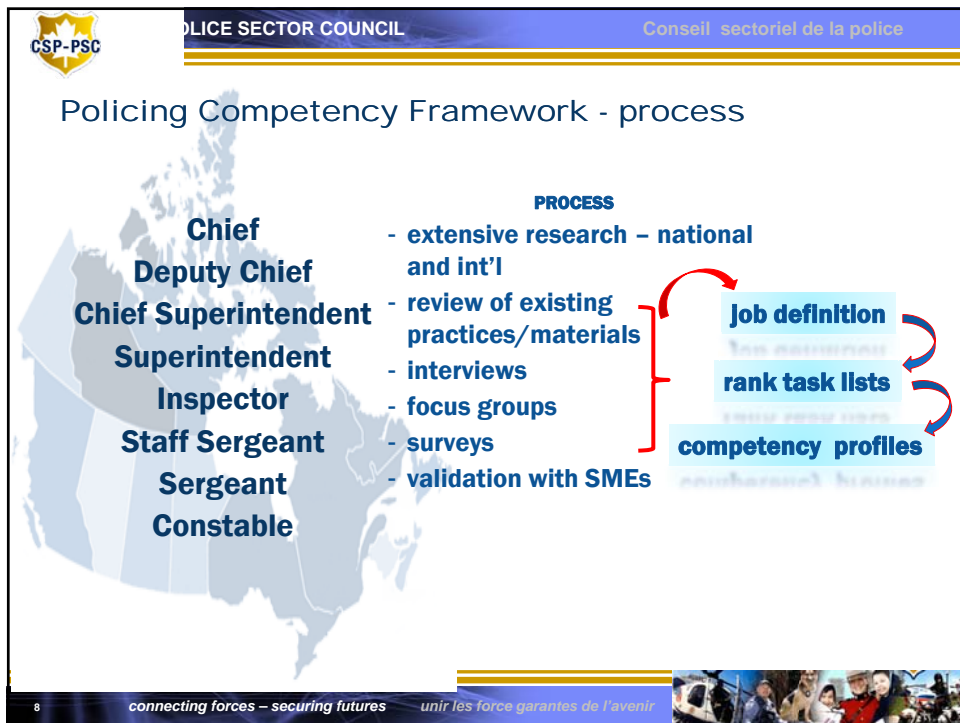 CSP-PSC
OLICE SECTOR COUNCIL
Conseil sectoriel de la police
Policing Competency Framework - process
Chief
Deputy Chief
Chief Superintendent
Superintendent
Inspector
Staff Sergeant
Sergeant
Constable
PROCESS
- extensive research – national
and int'l
- review of existing
practices/materials
- interviews
- focus groups
- surveys
- validation with SMEs
job definition
rank task lists
competency profiles
8
connecting forces – securing futures
unir les force garantes de l'avenir